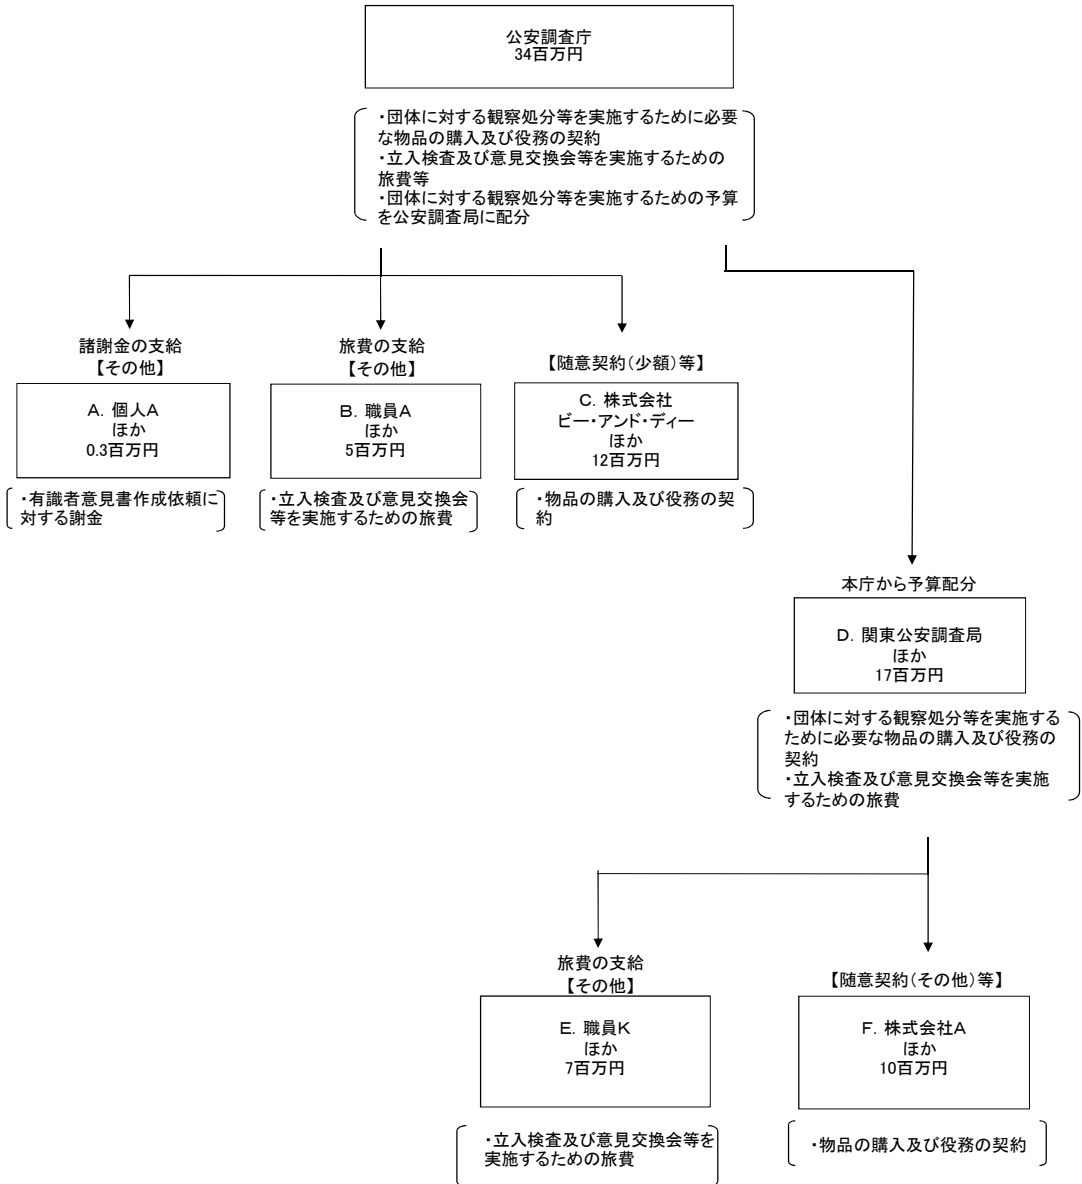 公安調査庁
34百万円
・団体に対する観察処分等を実施するために必要
な物品の購入及び役務の契約
・立入検査及び意見交換会等を実施するための
旅費等
・団体に対する観察処分等を実施するための予算
を公安調査局に配分
諸謝金の支給
【その他】
A. 個人A
ほか
0.3百万円
・有識者意見書作成依頼に
対する謝金
旅費の支給
【その他】
B. 職員A
ほか
5百万円
・立入検査及び意見交換会
等を実施するための旅費
【随意契約(少額)等】
C. 株式会社
ビー・アンド・ディー
ほか
12百万円
・物品の購入及び役務の契
約
本庁から予算配分
D. 関東公安調査局
ほか
17百万円
・団体に対する観察処分等を実施する
ために必要な物品の購入及び役務の
契約
・立入検査及び意見交換会等を実施
するための旅費
旅費の支給
【その他】
E. 職員K
ほか
7百万円
・立入検査及び意見交換会等を
実施するための旅費
【随意契約(その他)等】
F. 株式会社A
ほか
10百万円
・物品の購入及び役務の契約